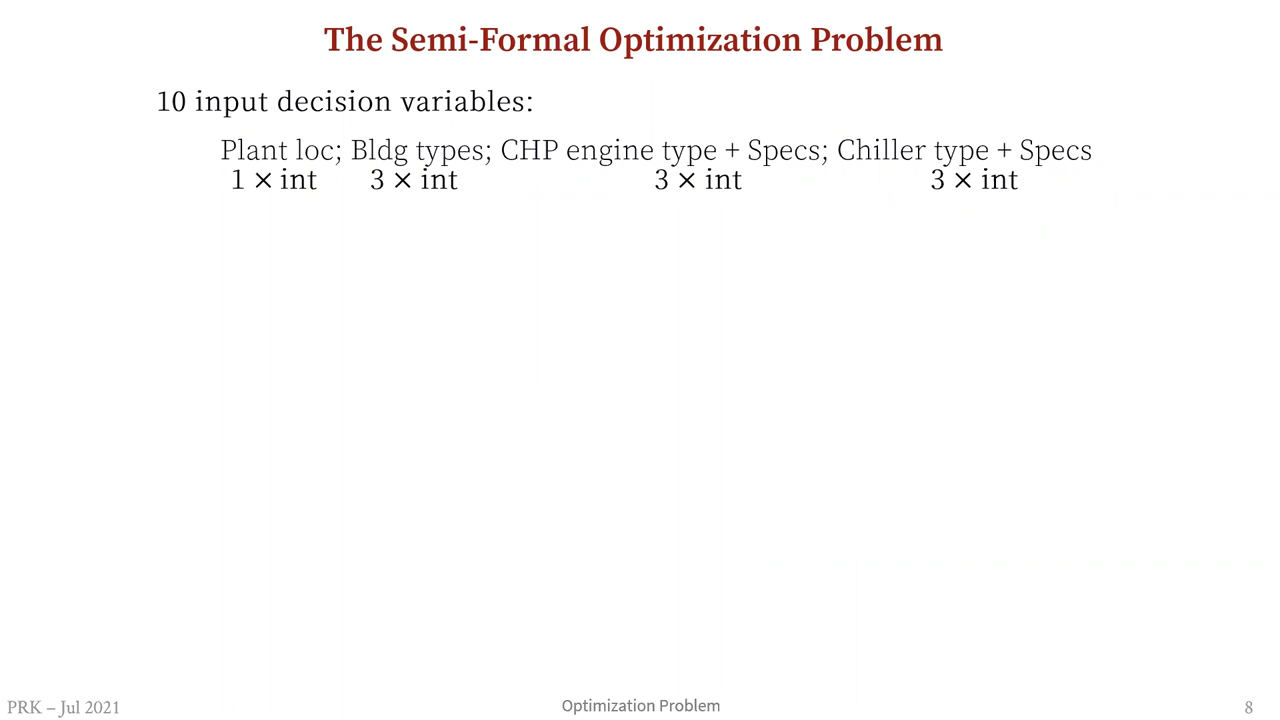 The Semi-Formal Optimization Problem
10 input decision variables:
Plant loc; Bldg types; CHP engine type + Specs; Chiller type + Specs
1 × int 3 × int 3 × int 3 × int
PRK – Jul 2021 Optimization Problem 8